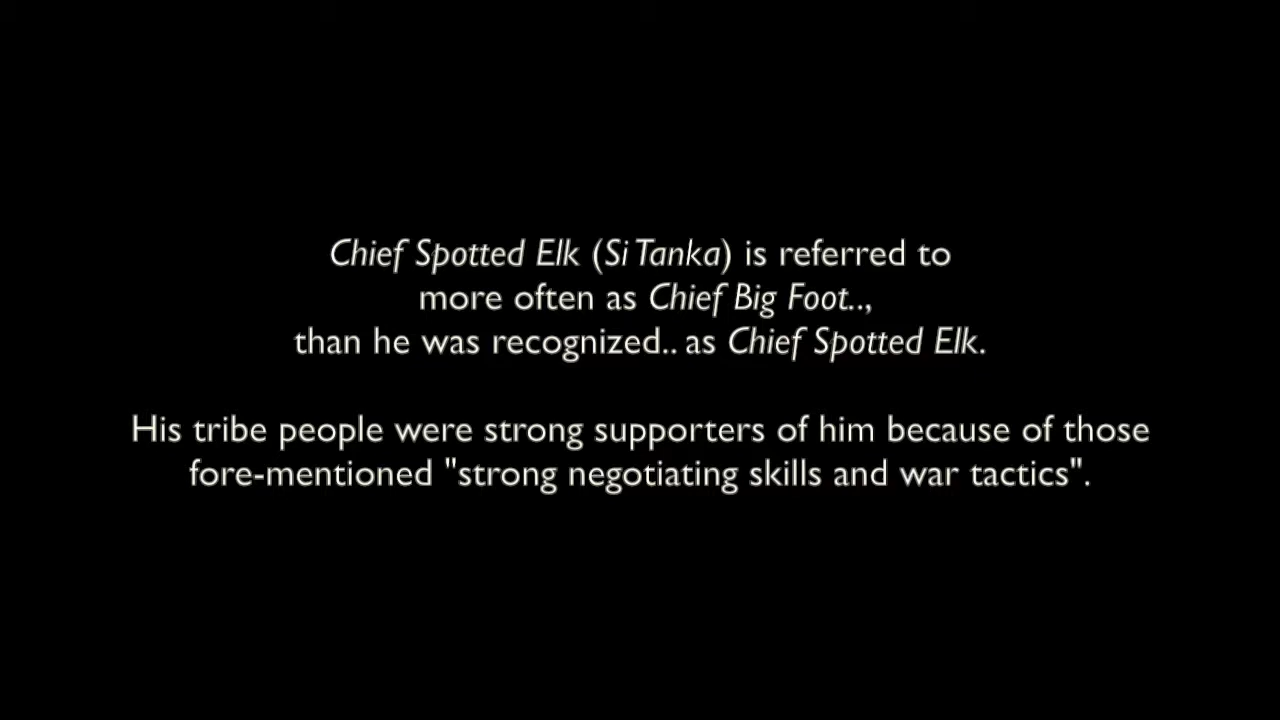 Chief Spotted Elk (Si Tanka) is referred to
more often as Chief Big Foot..,
than he was recognized.. as Chief Spotted Elk.
His tribe people were strong supporters of him because of those
fore-mentioned "strong negotiating skills and war tactics".